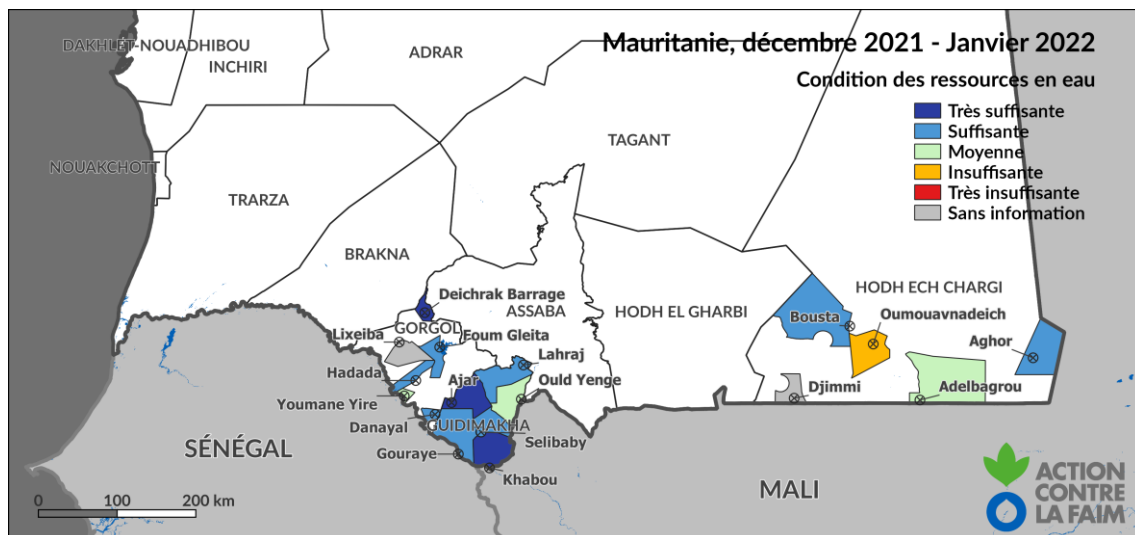 Mauritanie, décembre 2021 - Janvier 2022
Condition des ressources en eau
Très suffisante
Suffisante
Moyenne
Insuffisante
Très insuffisante
Sans information
DAKHLET-NOUADHIBOU
INCHIRI
ADRAR
TAGANT
NOUAKCHOTT
TRARZA
BRAKNA
HODH ECH CHARGI
Deichrak Barrage
ASSABA
HODH EL GHARBI
Bousta
Oumouavnadeich
GORGOL
Lixeiba
Foum Gleita
Aghor
Lahraj
Hadada
Ajar
Ould Yenge
Djimmi
Adelbagrou
Youmane Yire
Danayal
GUIDIMAKHA
Selibaby
Gouraye
Khabou
SÉNÉGAL
MALI
0 100 200 km
ACTION
CONTRE
LA FAIM